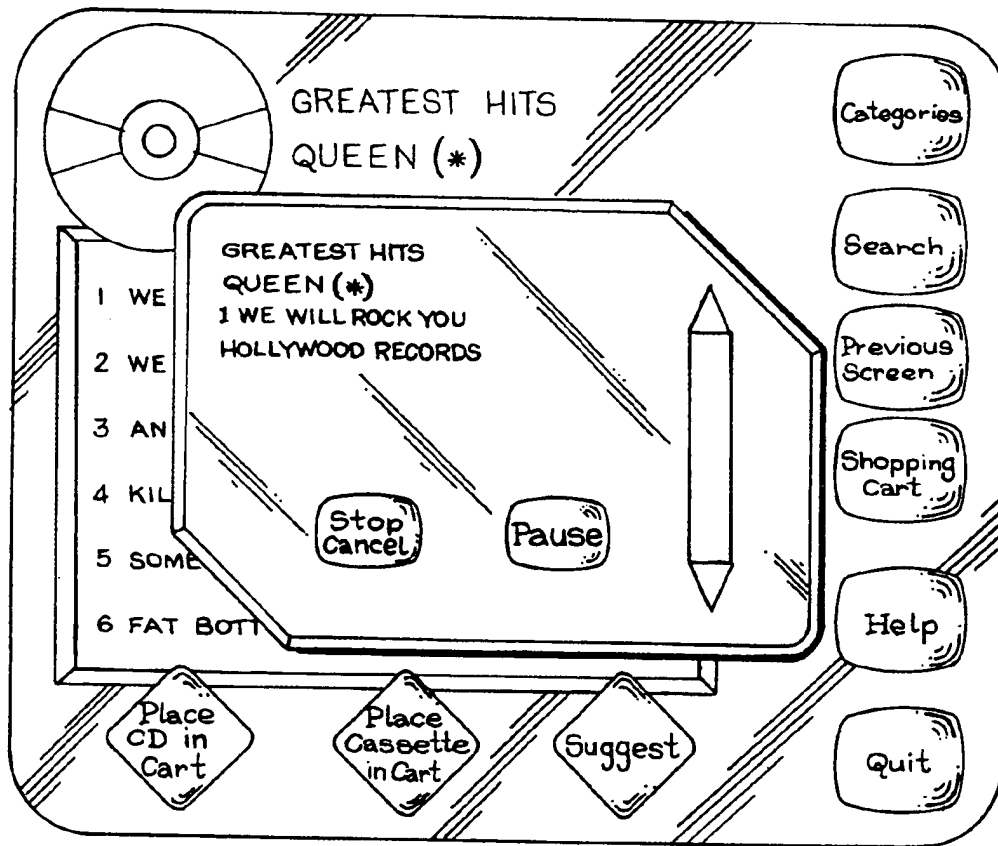 GREATEST HITS
QUEEN (*)
GREATEST HITS
QUEEN (*)
1 WE WILL ROCK YOU
HOLLYWOOD RECORDS
1 WE
2 WE
3 AN
4 KIL
5 SOME
6 FAT BOTT
Stop
Cancel
Pause
Place
CD in
Cart
Place
Cassette
in Cart
Suggest
Categories
Search
Previous
Screen
Shopping
Cart
Help
Quit